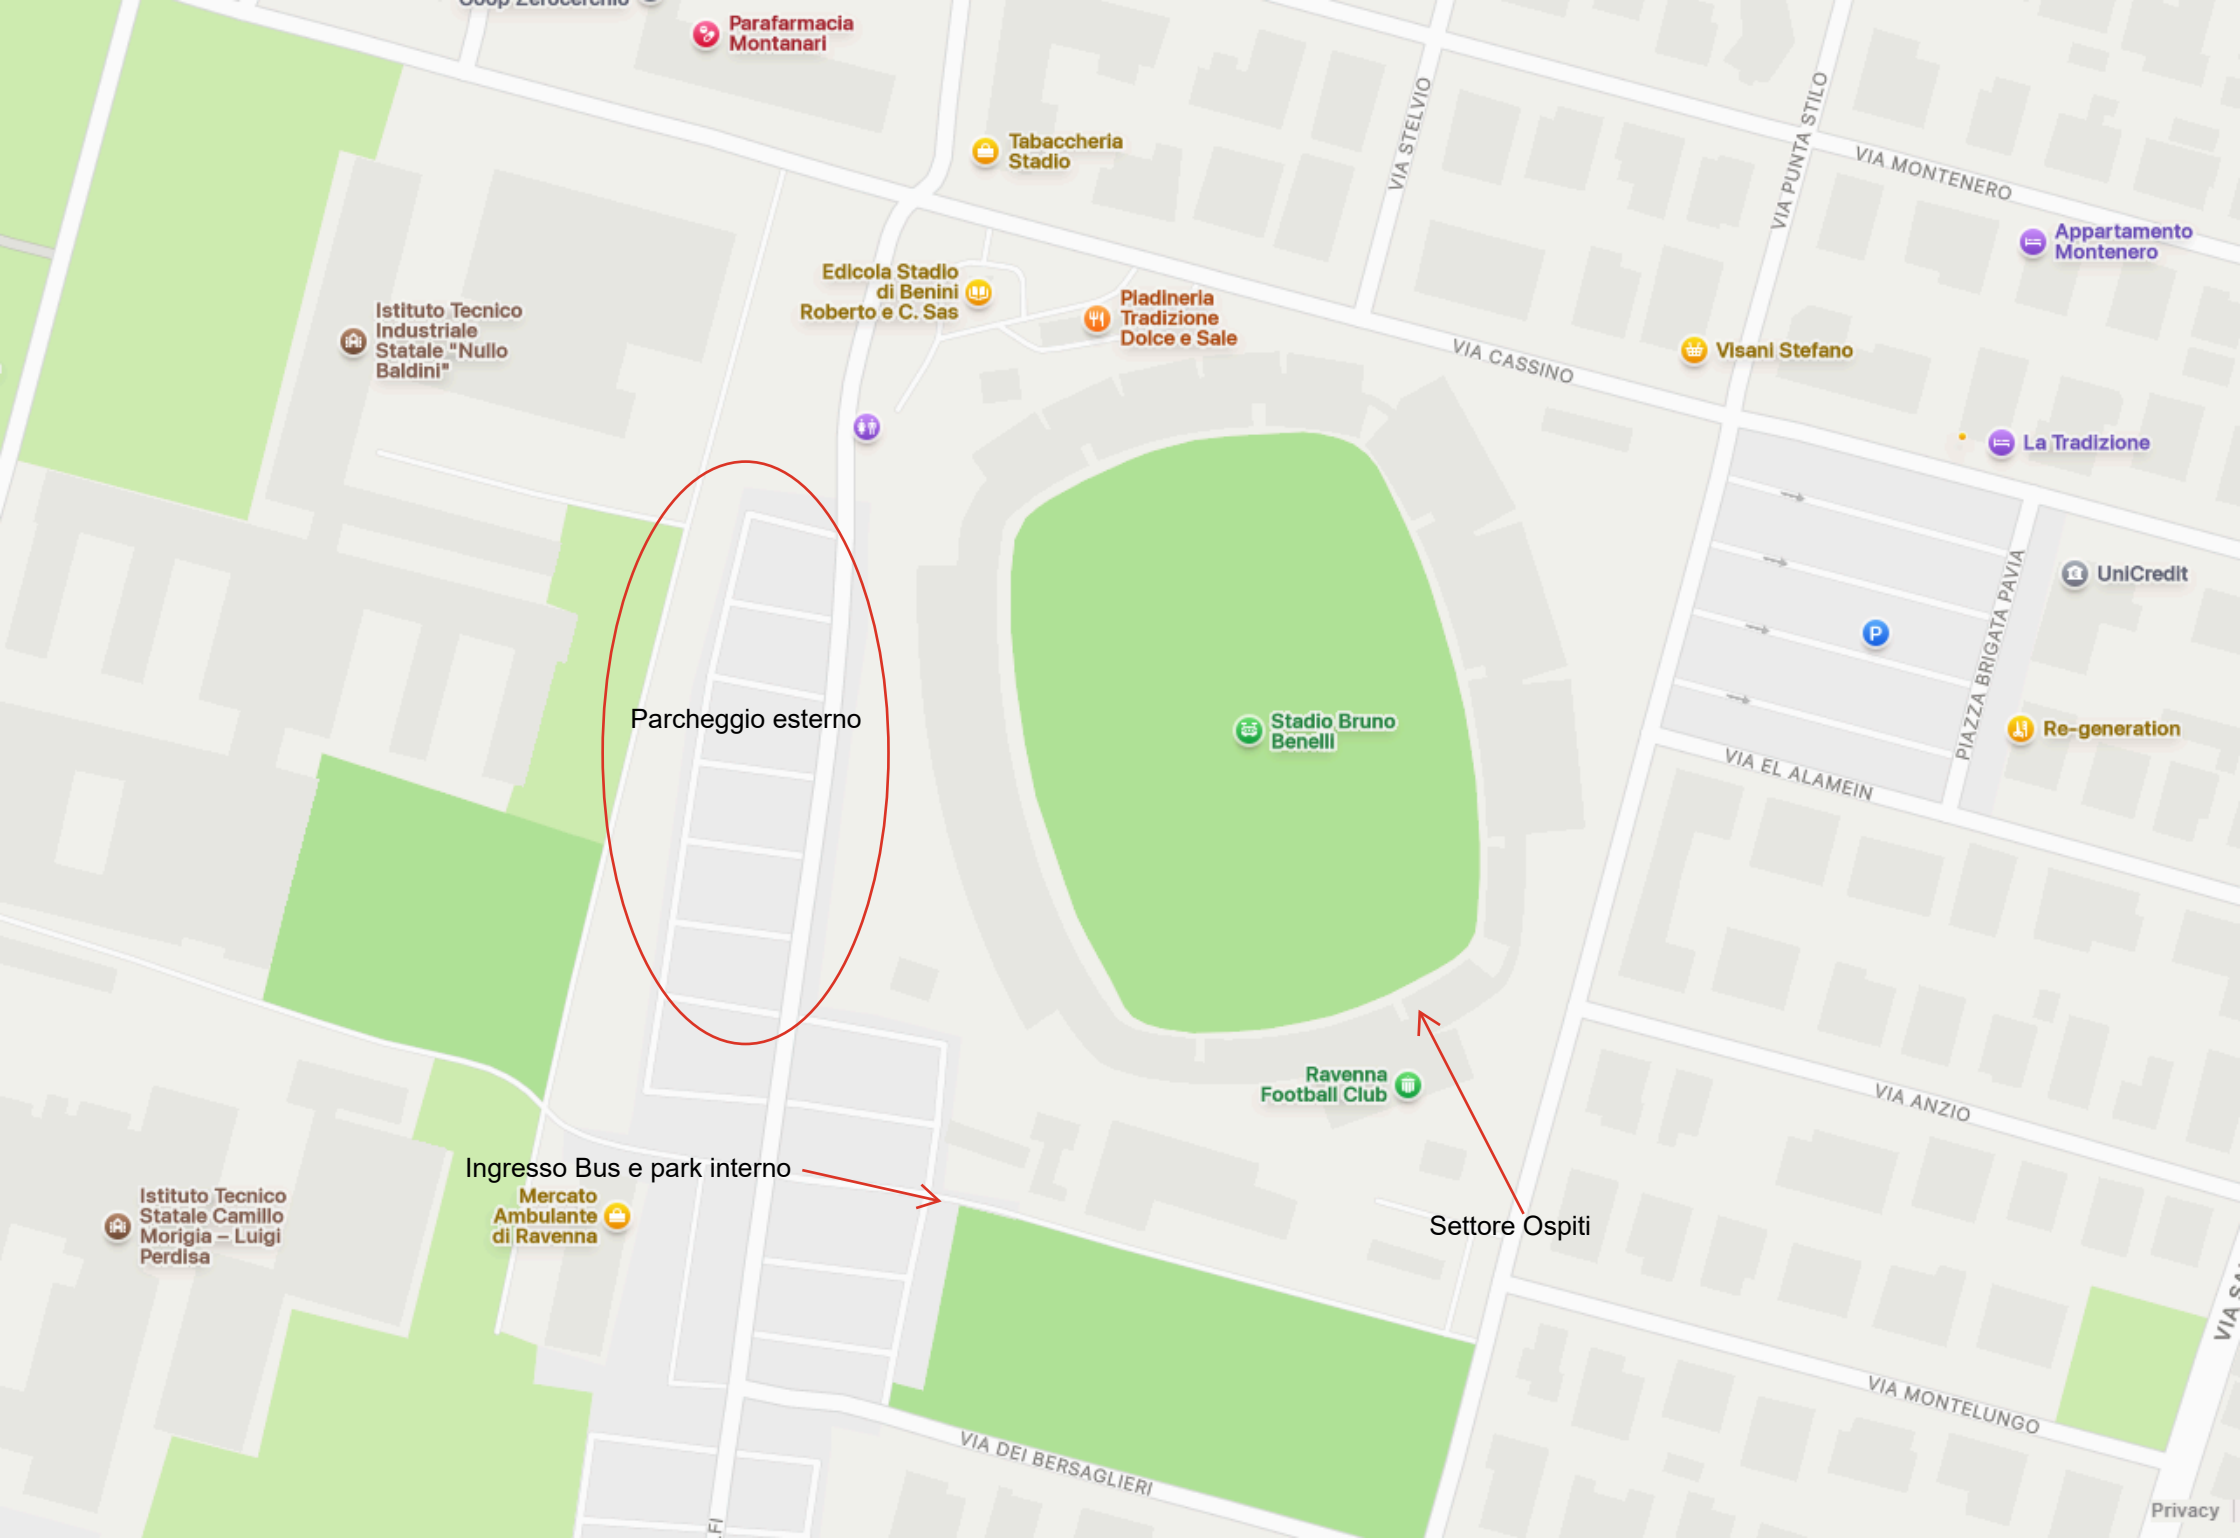 Coop Zerocerchio
Parafarmacia
Montanari
Tabaccheria
Stadio
VIA STELVIO
VIA PUNTA STILO
VIA MONTENERO
Appartamento
Montenero
Edicola Stadio
di Benini
Roberto e C. Sas
Piadineria
Tradizione
Dolce e Sale
Istituto Tecnico
Industriale
Statale "Nullo
Baldini"
VIA CASSINO
Visani Stefano
La Tradizione
UniCredit
P
PIAZZA BRIGATA PAVIA
Parcheggio esterno
Stadio Bruno
Benelli
Re-generation
VIA EL ALAMEIN
Ravenna
Football Club
VIA ANZIO
Ingresso Bus e park interno
Istituto Tecnico
Statale Camillo
Morigia – Luigi
Perdisa
Mercato
Ambulante
di Ravenna
Settore Ospiti
VIA MONTELUNGO
VIA DEI BERSAGLIERI
Privacy